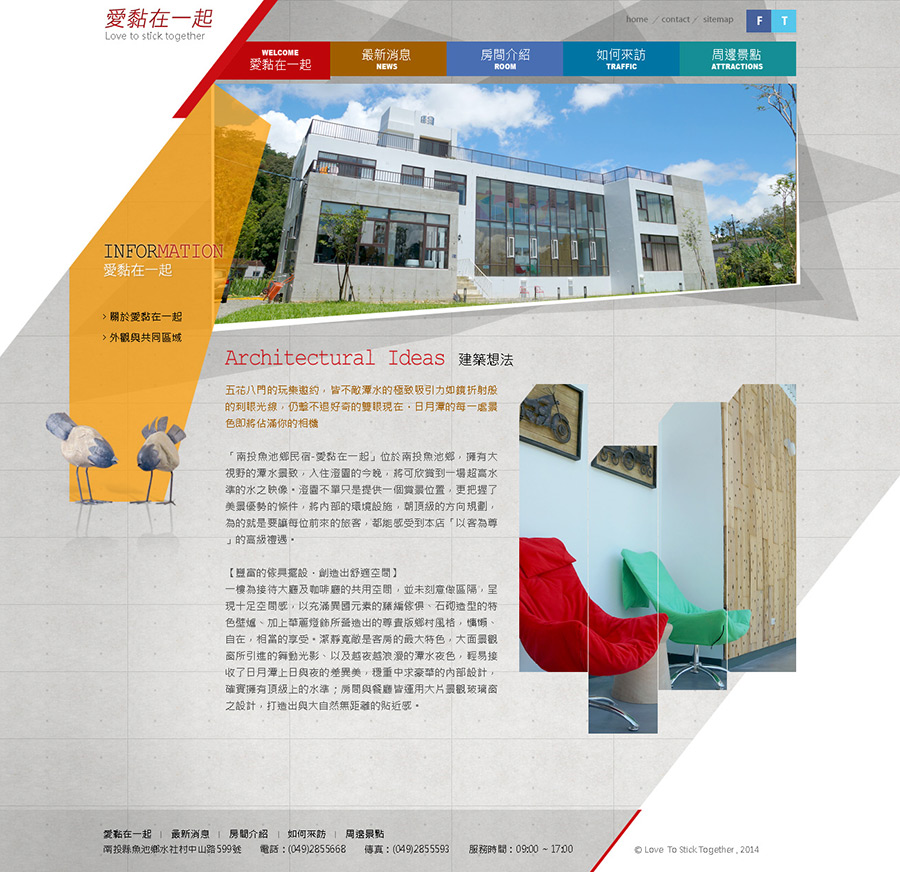 愛黏在一起
Love to stick together
home / contact / sitemap
F T
WELCOME
愛黏在一起
最新消息
NEWS
房間介紹
ROOM
如何來訪
TRAFFIC
周邊景點
ATTRACTIONS
INFORMATION
愛黏在一起
› 關於愛黏在一起
› 外觀與共同區域
Architectural Ideas 建築想法
五花八門的玩樂邀約，皆不敵潭水的極致吸引力如鏡折射般
的刺眼光線，仍擊不退好奇的雙眼現在，日月潭的每一處景
色即將佔滿你的相機
「南投魚池鄉民宿-愛黏在一起」位於南投魚池鄉，擁有大
視野的潭水景致，入住澄園的今晚，將可欣賞到一場超高水
準的水之映像。澄園不單只是提供一個賞景位置，更把握了
美景優勢的條件，將內部的環境設施，朝頂級的方向規劃，
為的就是要讓每位前來的旅客，都能感受到本店「以客為尊
」的高級禮遇。
【豐富的傢具擺設、創造出舒適空間】
一樓為接待大廳及咖啡廳的共用空間，並未刻意做區隔，呈
現十足空間感，以充滿異國元素的藤編傢俱、石砌造型的特
色壁爐、加上華麗燈飾所營造出的尊貴版鄉村風格，慵懶、
自在，相當的享受。潔靜寬敞是客房的最大特色，大面景觀
窗所引進的舞動光影、以及越夜越浪漫的潭水夜色，輕易接
收了日月潭上日與夜的差異美，穩重中求豪華的內部設計，
確實擁有頂級上的水準；房間與餐廳皆運用大片景觀玻璃窗
之設計，打造出與大自然無距離的貼近感。
愛黏在一起 | 最新消息 | 房間介紹 | 如何來訪 | 周邊景點
南投縣魚池鄉水社村中山路599號 電話：(049)2855668 傳真：(049)2855593 服務時間：09:00 ~ 17:00
© Love To Stick Together., 2014